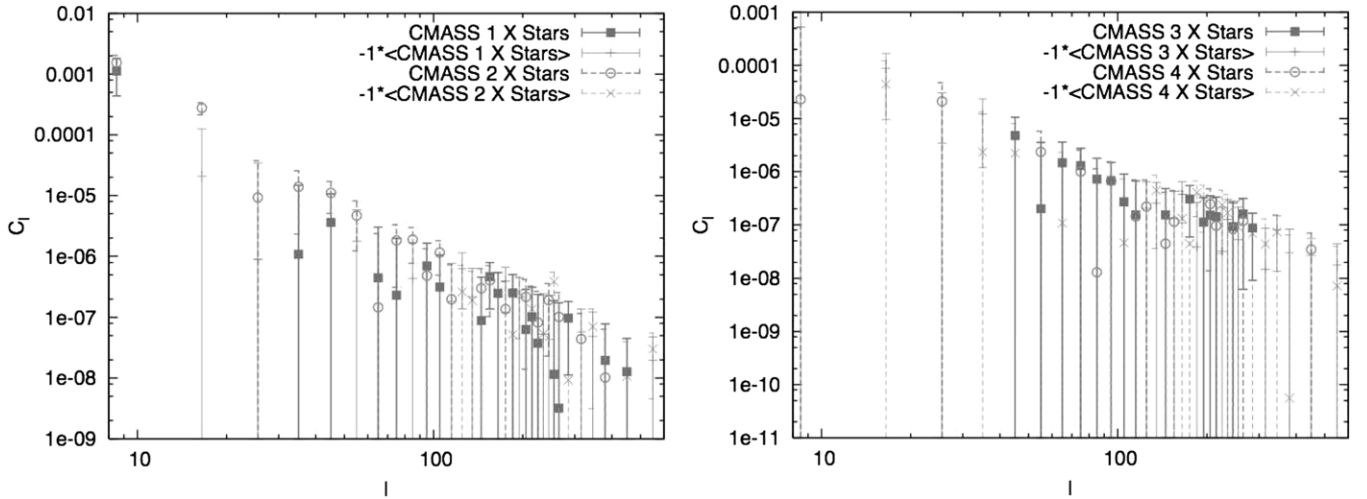 0.01
0.001
0.0001
1e-05
1e-06
1e-07
1e-08
1e-09
C_l
10
100
l
CMASS 1 X Stars
-1*<CMASS 1 X Stars>
CMASS 2 X Stars
-1*<CMASS 2 X Stars>
0.001
0.0001
1e-05
1e-06
1e-07
1e-08
1e-09
1e-10
1e-11
C_l
10
100
l
CMASS 3 X Stars
-1*<CMASS 3 X Stars>
CMASS 4 X Stars
-1*<CMASS 4 X Stars>